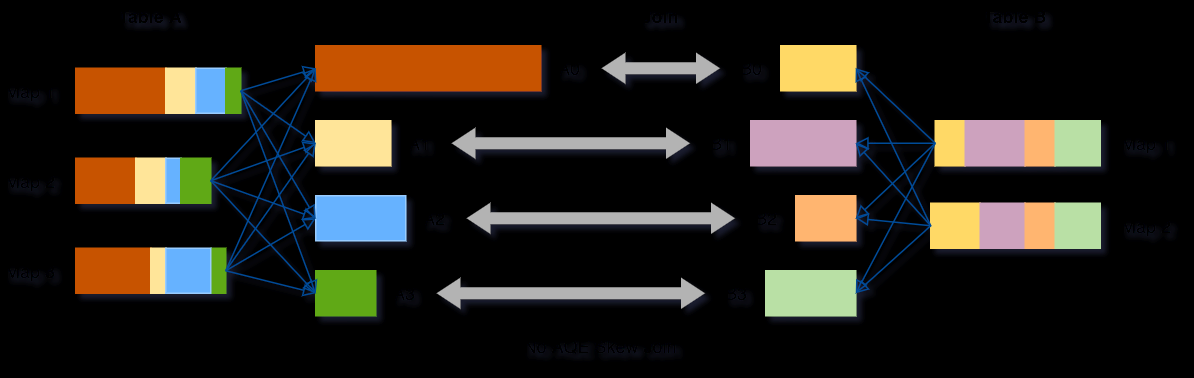 Table A
Join
Table B
Map 1
A0
B0
A1
B1
Map 1
Map 2
A2
B2
Map 2
Map 3
A3
B3
No AQE Skew Join